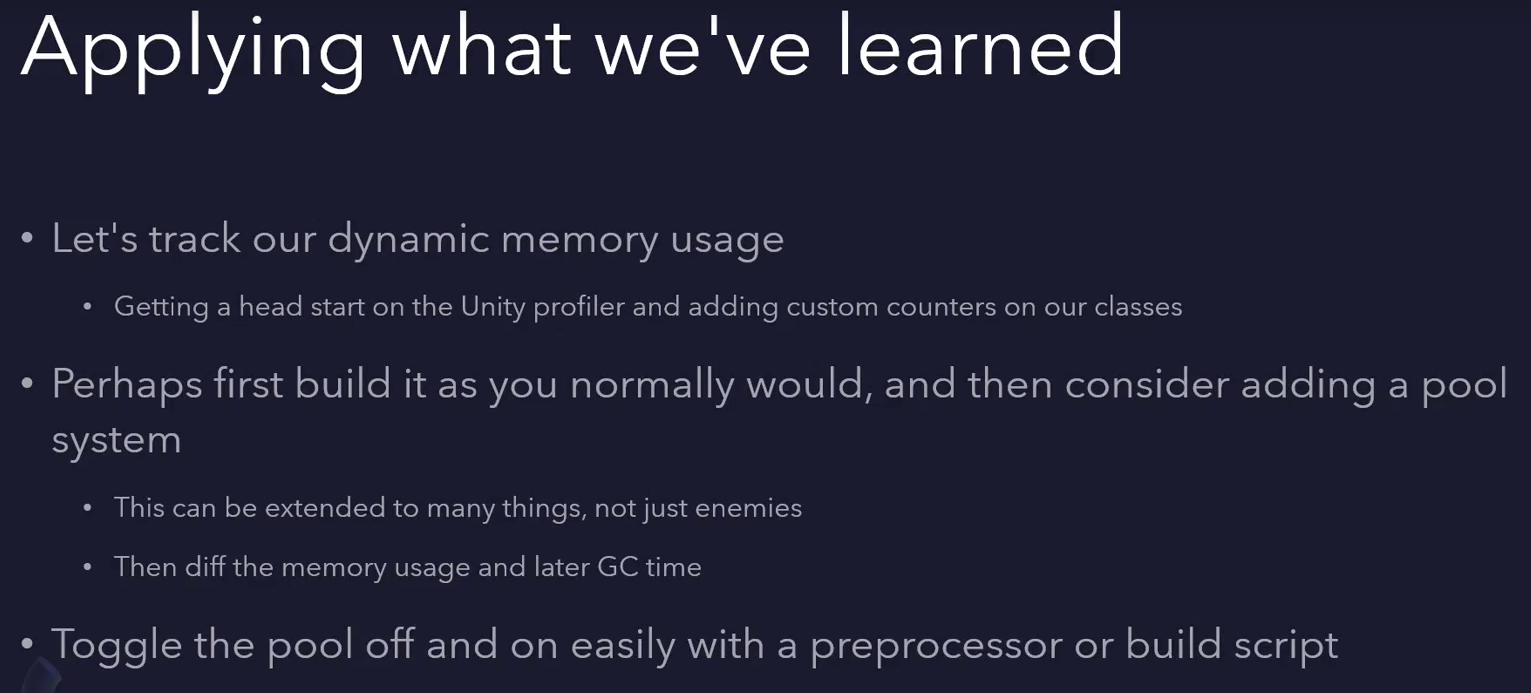 Applying what we've learned
• Let's track our dynamic memory usage
• Getting a head start on the Unity profiler and adding custom counters on our classes
• Perhaps first build it as you normally would, and then consider adding a pool
system
• This can be extended to many things, not just enemies
• Then diff the memory usage and later GC time
• Toggle the pool off and on easily with a preprocessor or build script